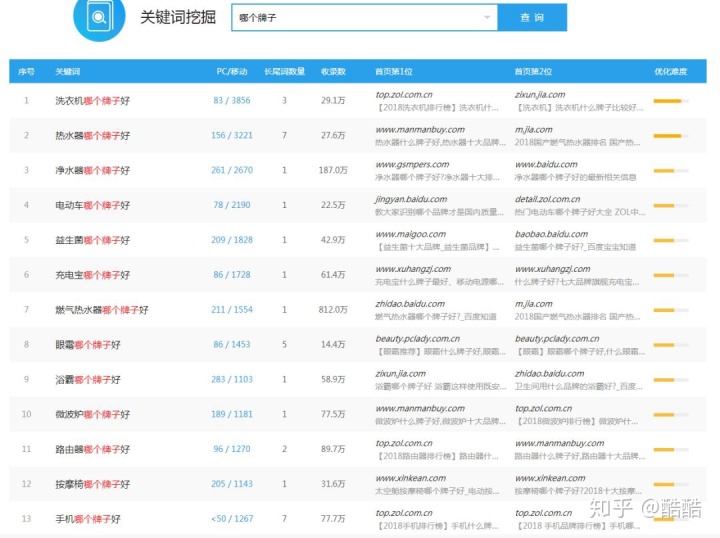 关键词挖掘 哪个牌子 查 询
序号 关键词 PC/移动 长尾词数量 收录数 首页第1位 首页第2位 优化难度
1 洗衣机哪个牌子好 83 / 3856 3 29.1万 top.zol.com.cn zixun.jia.com
【2018洗衣机排行榜】洗衣机什... 【洗衣机】洗衣机什么牌子比较好...
2 热水器哪个牌子好 156 / 3221 7 27.6万 www.manmanbuy.com m.jia.com
热水器什么牌子好,热水器十大品牌... 2018国产燃气热水器排名 国产热...
3 净水器哪个牌子好 261 / 2670 1 187.0万 www.gsmpers.com www.baidu.com
净水器哪个牌子好?净水器十大排... 净水器哪个牌子好的最新相关信息
4 电动车哪个牌子好 78 / 2190 1 22.5万 jingyan.baidu.com detail.zol.com.cn
教大家识别哪个品牌才是国内质量... 热门电动车哪个牌子好大全 ZOL中...
5 益生菌哪个牌子好 209 / 1828 1 42.9万 www.maigoo.com baobao.baidu.com
【益生菌十大品牌_益生菌品牌】... 益生菌哪个牌子好?_百度宝宝知道
6 充电宝哪个牌子好 86 / 1728 1 61.4万 www.xuhangzj.com www.xuhangzj.com
充电宝什么牌子最好、移动电源哪... 什么牌子好?七大品牌旗舰充电宝...
7 燃气热水器哪个牌子好 211 / 1554 1 812.0万 zhidao.baidu.com m.jia.com
燃气热水器哪个牌子好?_百度知道 2018国产燃气热水器排名 国产热...
8 眼霜哪个牌子好 86 / 1453 5 14.4万 beauty.pclady.com.cn beauty.pclady.com.cn
【眼霜推荐】眼霜什么牌子好,眼霜... 【眼霜】眼霜哪个牌子好,什么眼霜...
9 浴霸哪个牌子好 283 / 1103 1 58.9万 zixun.jia.com zhidao.baidu.com
浴霸哪个牌子好 浴霸这样使用既安... 卫生间用什么品牌的浴霸好?_百度...
10 微波炉哪个牌子好 189 / 1181 1 77.5万 www.manmanbuy.com top.zol.com.cn
微波炉什么牌子好,微波炉十大品牌... 【2018微波炉排行榜】微波炉什...
11 路由器哪个牌子好 96 / 1270 2 89.7万 top.zol.com.cn www.manmanbuy.com
【2018路由器排行榜】路由器什... 路由器什么牌子好,路由器十大品牌...
12 按摩椅哪个牌子好 205 / 1143 1 31.6万 www.xinkean.com www.xinkean.com
太空舱按摩椅哪个牌子好_电动按... 按摩椅哪个牌子好?2018十大按摩...
13 手机哪个牌子好 <50 / 1267 7 77.7万 top.zol.com.cn top.zol.com.cn
【2018手机排行榜】手机什么牌... 【2018 手机品牌排行榜】手机...
知乎 @酷酷